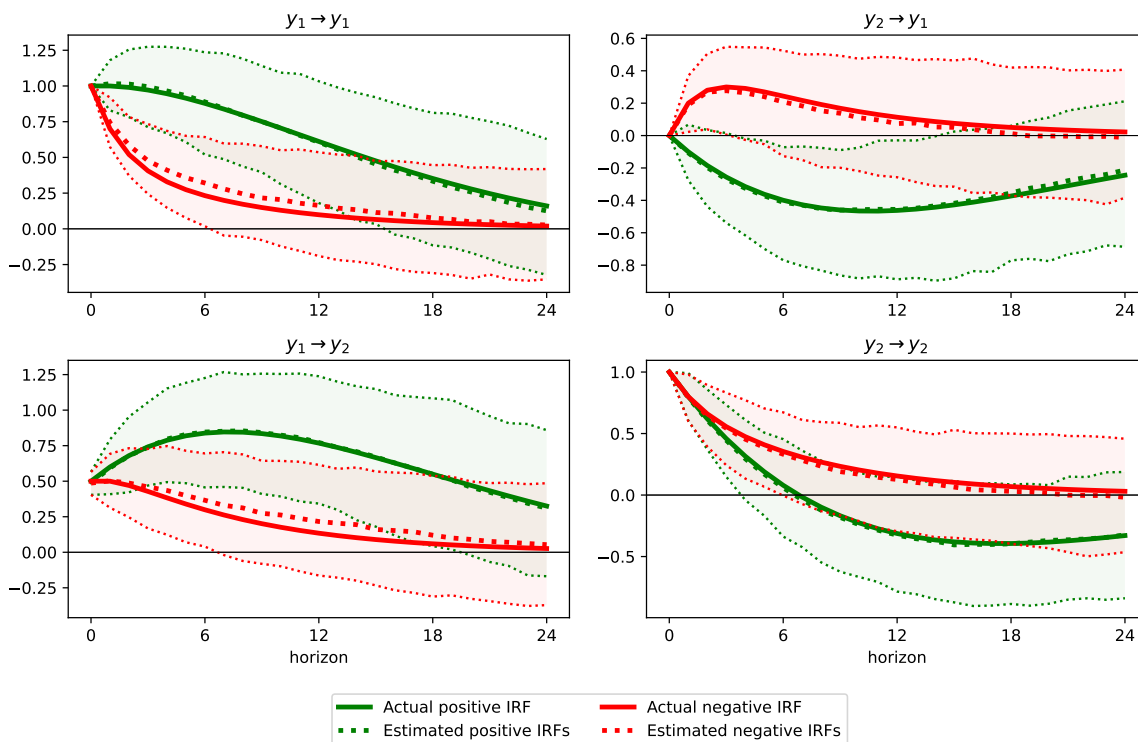 y₁ → y₁
1.25
1.00
0.75
0.50
0.25
0.00
−0.25
0 6 12 18 24
y₂ → y₁
0.6
0.4
0.2
0.0
−0.2
−0.4
−0.6
−0.8
0 6 12 18 24
y₁ → y₂
1.25
1.00
0.75
0.50
0.25
0.00
−0.25
0 6 12 18 24
horizon
y₂ → y₂
1.0
0.5
0.0
−0.5
0 6 12 18 24
horizon
Actual positive IRF
Estimated positive IRFs
Actual negative IRF
Estimated negative IRFs